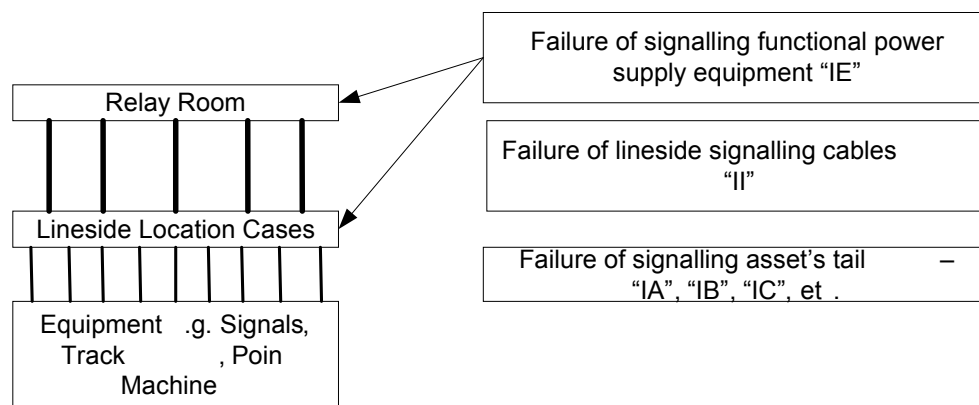 Failure of signalling functional power
supply equipment “IE”
Relay Room
Failure of lineside signalling cables
“II”
Lineside Location Cases
Failure of signalling asset’s tail –
“IA”, “IB”, “IC”, et .
Equipment .g. Signals,
Track , Poin
Machine